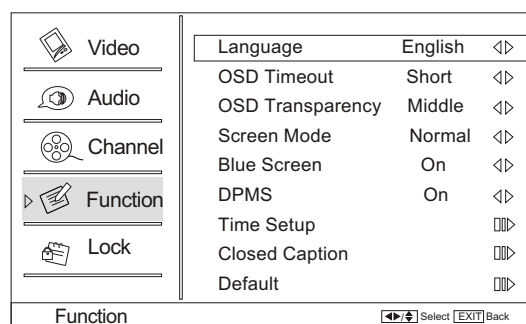 Video
Audio
Channel
Function
Lock
Language English
OSD Timeout Short
OSD Transparency Middle
Screen Mode Normal
Blue Screen On
DPMS On
Time Setup
Closed Caption
Default
Function
Select EXIT Back